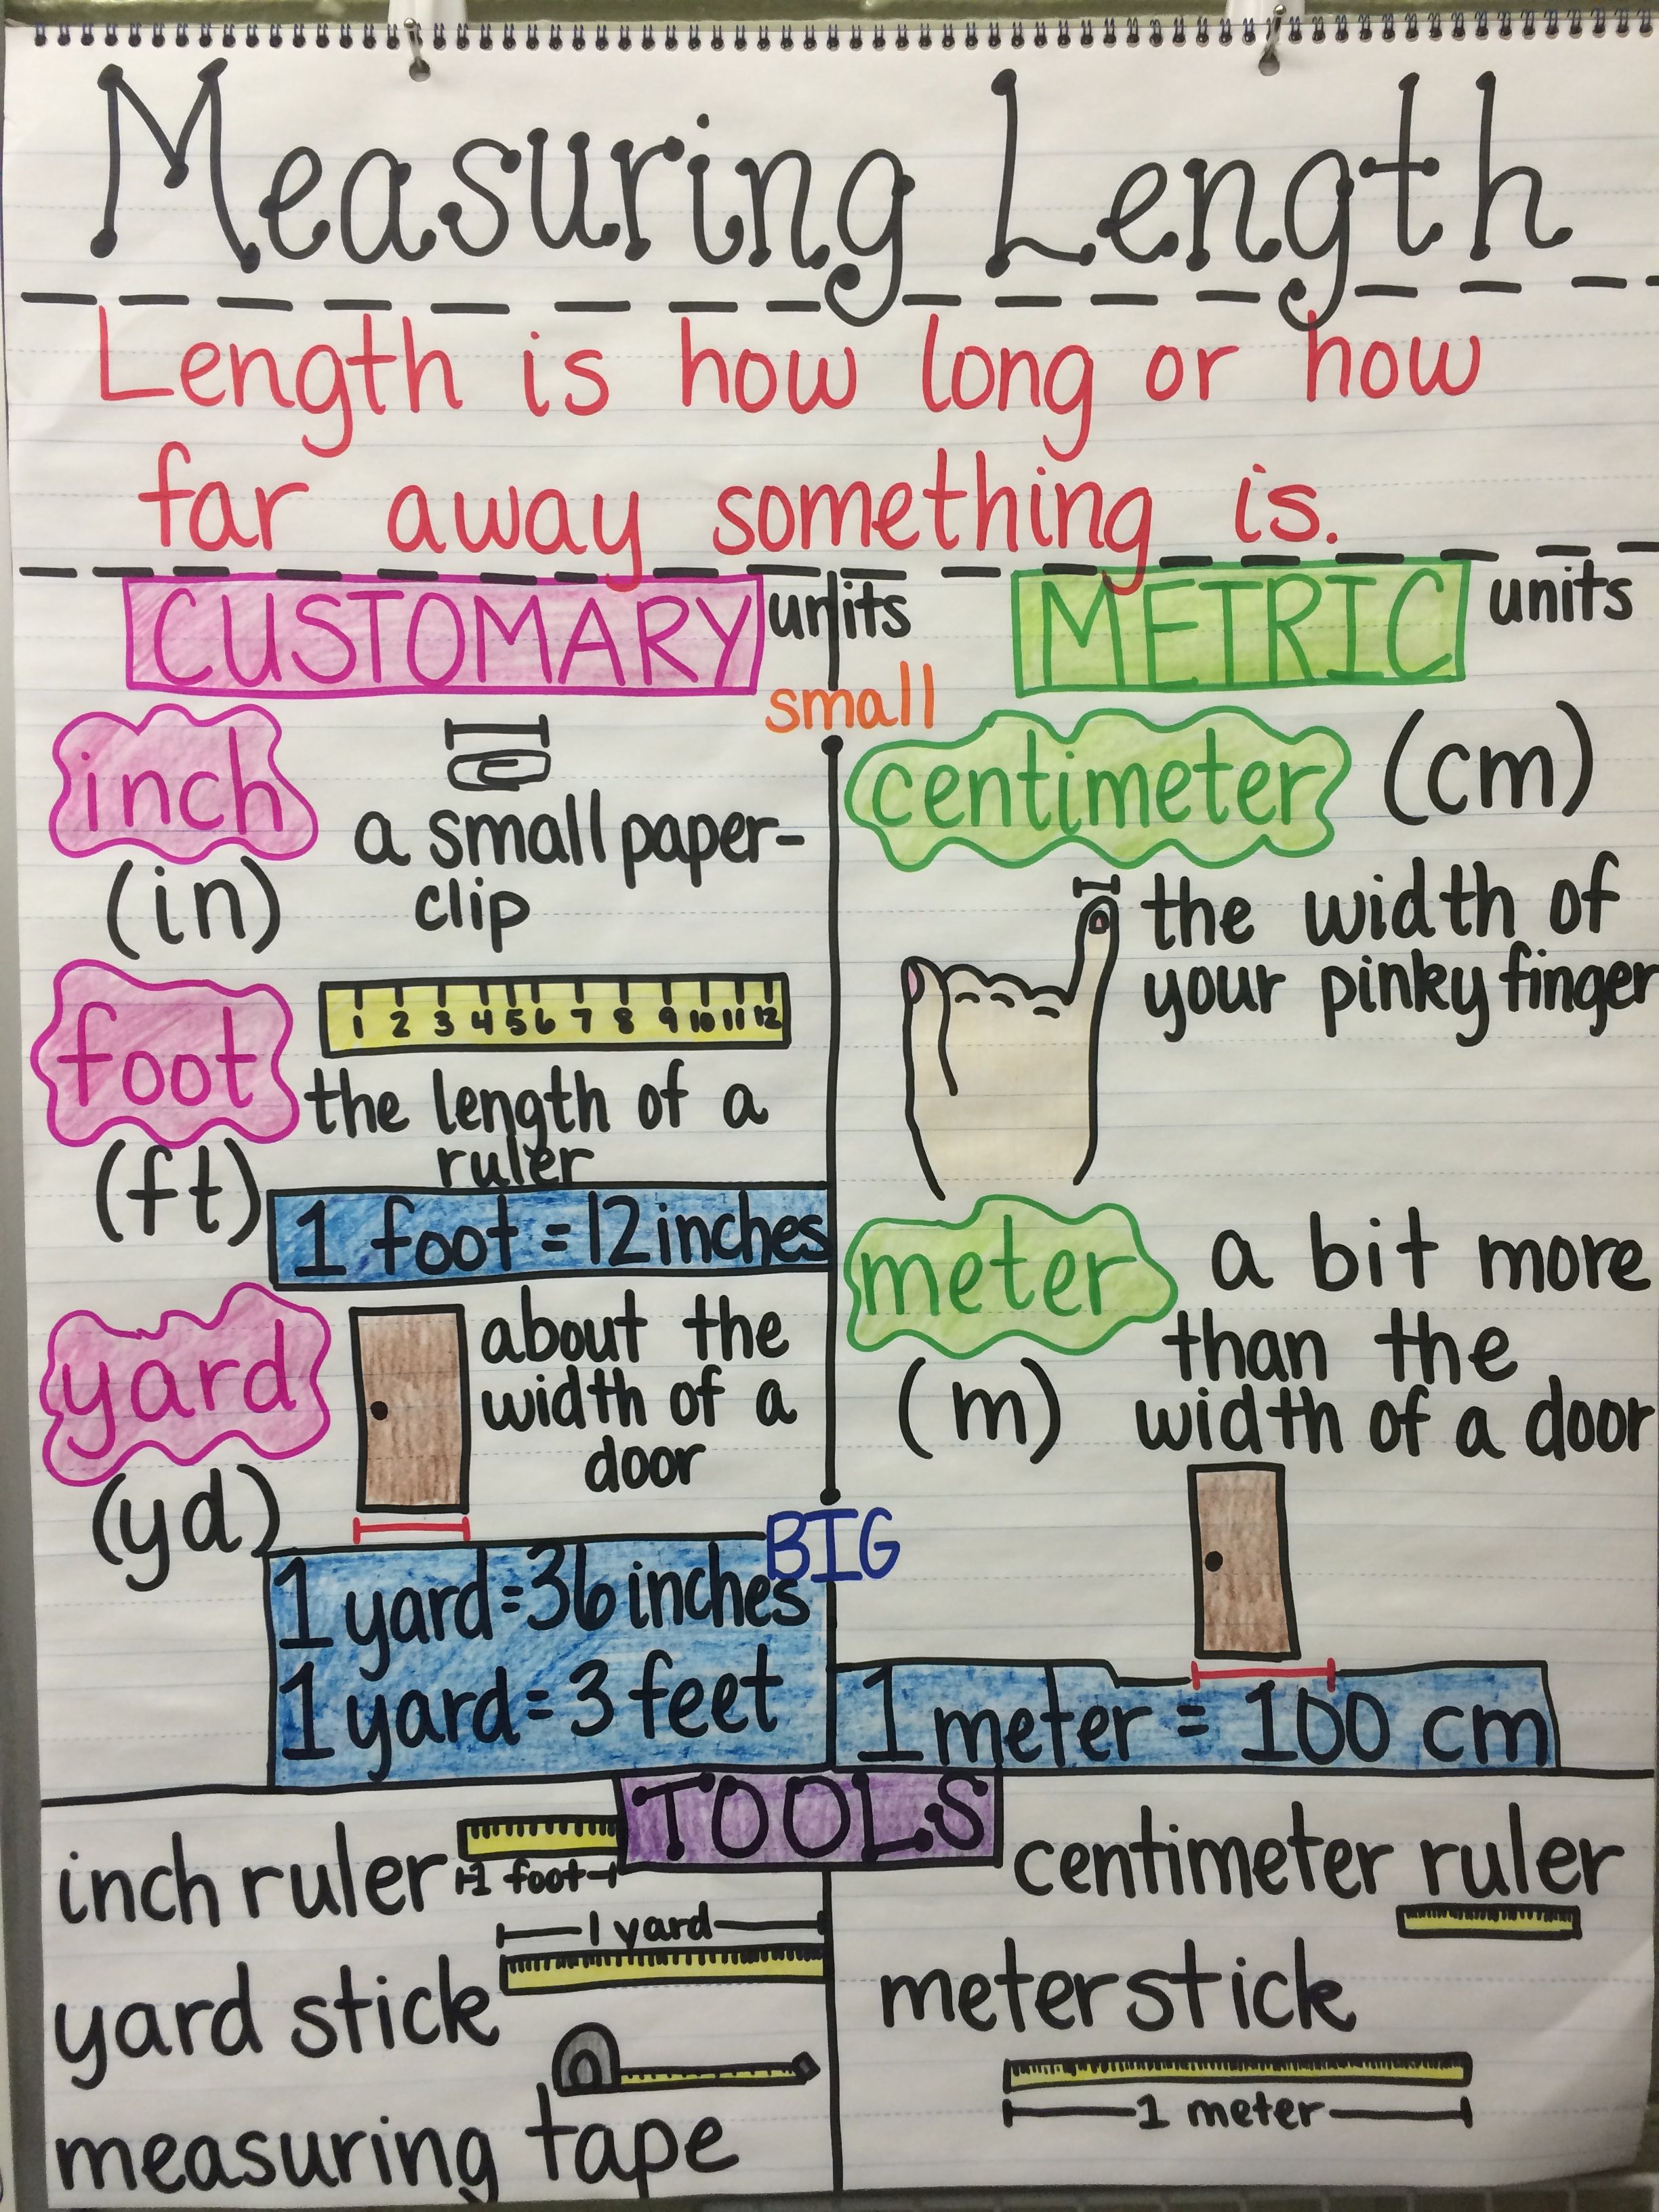 Measuring Length
Length is how long or how
far away something is.
CUSTOMARY units
small
inch
(in)
a small paper-
clip
foot
(ft)
1 2 3 4 5 6 7 8 9 10 11 12
the length of a
ruler
1 foot = 12 inches
yard
(yd)
about the
width of a
door
BIG
1 yard = 36 inches
1 yard = 3 feet
METRIC units
centimeter (cm)
the width of
your pinky finger
meter
(m)
a bit more
than the
width of a door
1 meter = 100 cm
TOOLS
inch ruler
1 foot
yard stick
1 yard
measuring tape
centimeter ruler
meterstick
1 meter